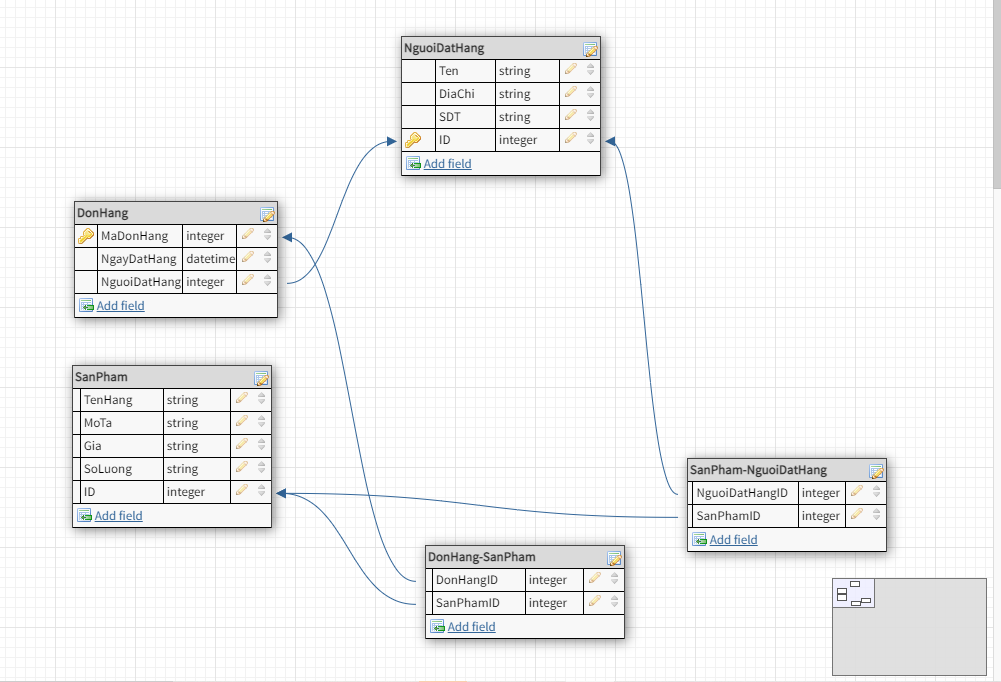 NguoiDatHang
Ten string
DiaChi string
SDT string
ID integer
Add field
DonHang
MaDonHang integer
NgayDatHang datetime
NguoiDatHang integer
Add field
SanPham
TenHang string
MoTa string
Gia string
SoLuong string
ID integer
Add field
SanPham-NguoiDatHang
NguoiDatHangID integer
SanPhamID integer
Add field
DonHang-SanPham
DonHangID integer
SanPhamID integer
Add field